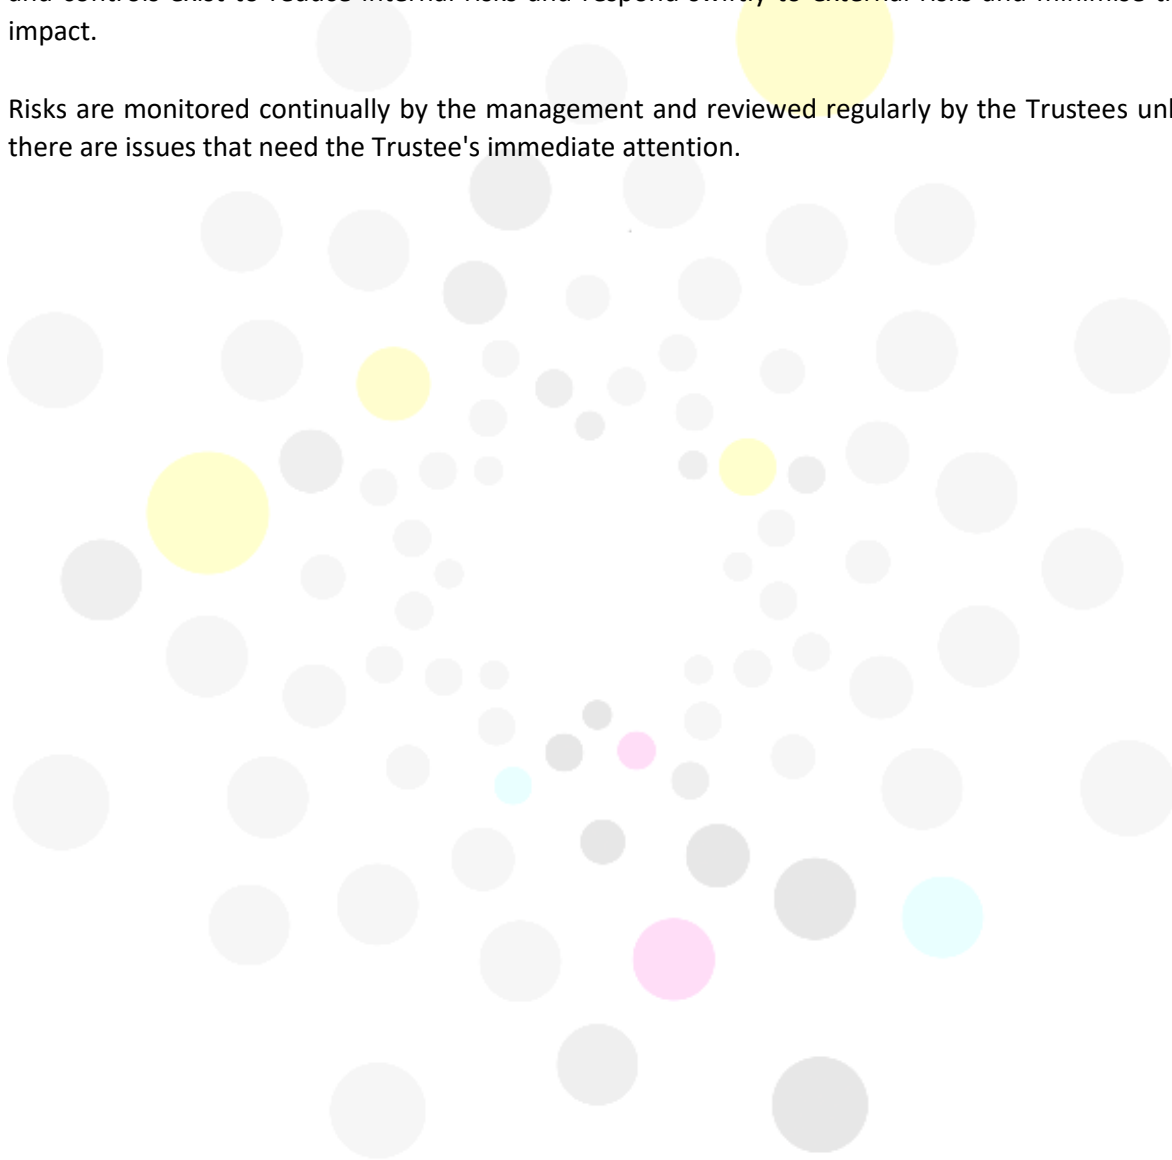 and controls exist to reduce internal risks and respond swiftly to external risks and minimise
impact.
Risks are monitored continually by the management and reviewed regularly by the Trustees
there are issues that need the Trustee's immediate attention.